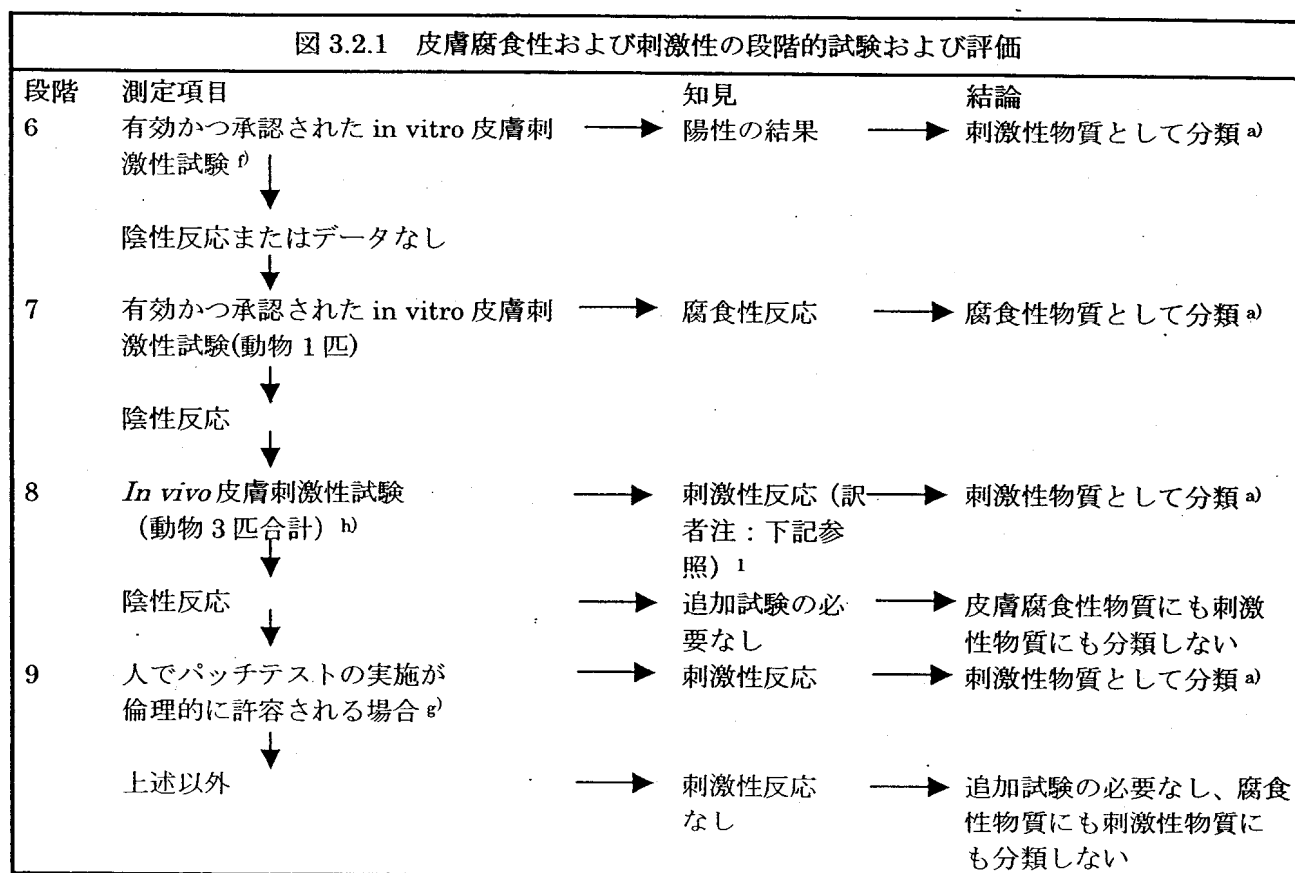 図 3.2.1 皮膚腐食性および刺激性の段階的試験および評価
段階 測定項目 知見 結論
6 有効かつ承認された in vitro 皮膚刺 陽性の結果 刺激性物質として分類 a)
激性試験 f)
陰性反応またはデータなし
7 有効かつ承認された in vitro 皮膚刺 腐食性反応 腐食性物質として分類 a)
激性試験(動物 1 匹)
陰性反応
8 In vivo 皮膚刺激性試験 刺激性反応（訳 刺激性物質として分類 a)
（動物 3 匹合計） h) 者注：下記参
照） 1
陰性反応 追加試験の必 皮膚腐食性物質にも刺激
要なし 性物質にも分類しない
9 人でパッチテストの実施が 刺激性反応 刺激性物質として分類 a)
倫理的に許容される場合 g)
上述以外 刺激性反応 追加試験の必要なし、腐食
なし 性物質にも刺激性物質に
も分類しない